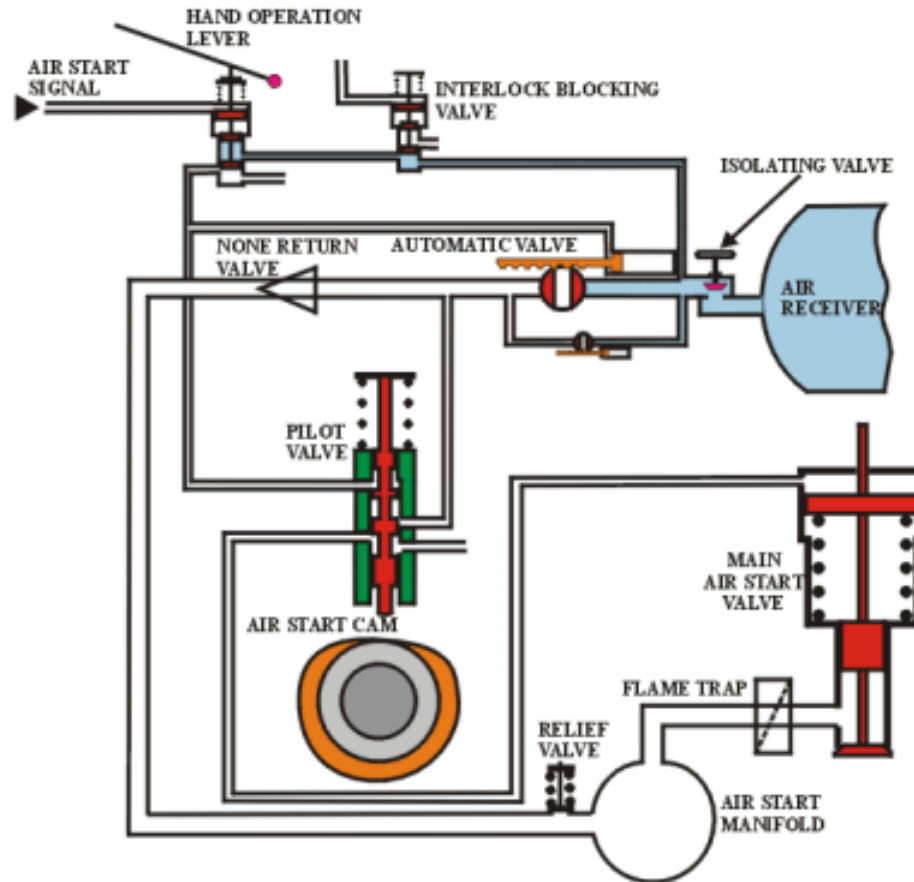 HAND OPERATION
LEVER
AIR START
SIGNAL
INTERLOCK BLOCKING
VALVE
ISOLATING VALVE
NONE RETURN
VALVE
AUTOMATIC VALVE
AIR
RECEIVER
PILOT
VALVE
MAIN
AIR START
VALVE
AIR START CAM
FLAME TRAP
RELIEF
VALVE
AIR START
MANIFOLD